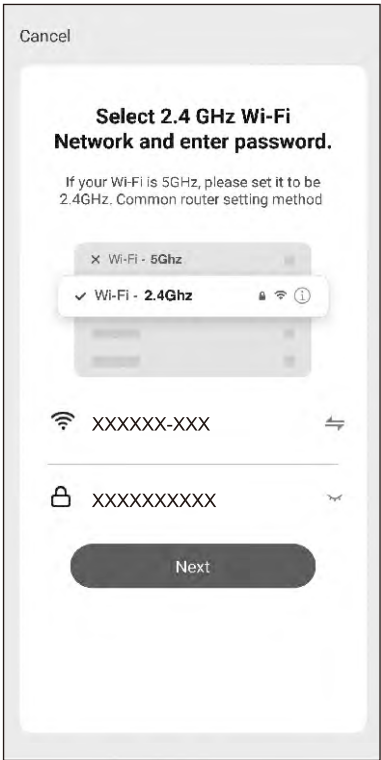 Cancel
Select 2.4 GHz Wi-Fi
Network and enter password.
If your Wi-Fi is 5GHz, please set it to be
2.4GHz. Common router setting method
Wi-Fi - 5Ghz
Wi-Fi - 2.4Ghz
XXXXXX-XXX
XXXXXXXXXX
Next